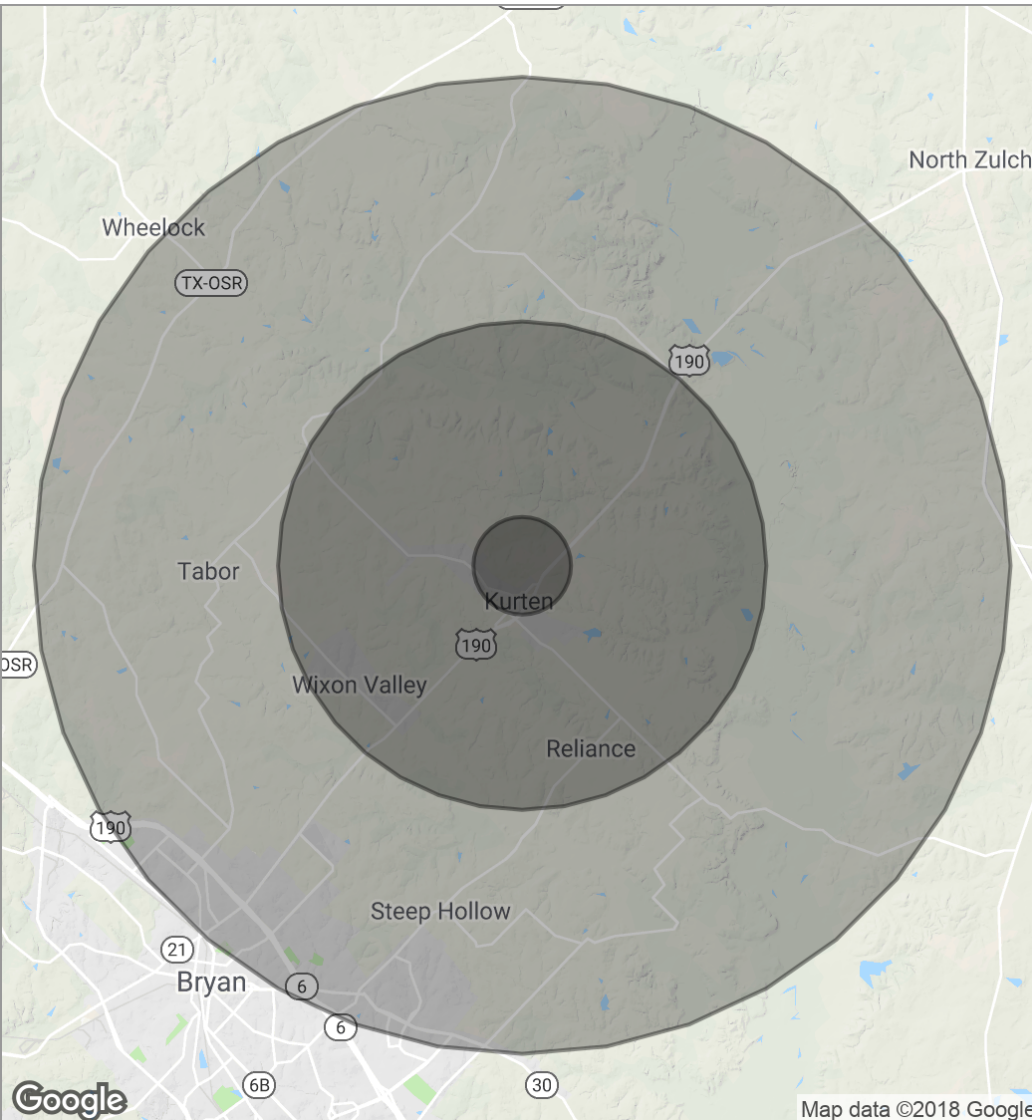 North Zulch
Wheelock
TX-OSR
190
Tabor
Kurten
190
OSR
Wixon Valley
Reliance
190
Steep Hollow
21
Bryan
6
6
6B
30
Google
Map data ©2018 Google